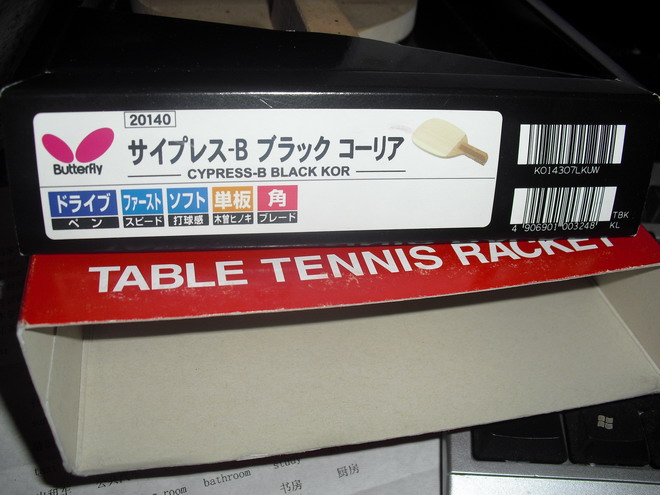 20140
Butterfly
サイプレス-B ブラック コーリア
CYPRESS-B BLACK KOR
ドライブ ファースト ソフト 単板 角
ペン スピード 打球感 木曽ヒノキ ブレード
K014307LKUW
TBK
4 906901 003248 KL
TABLE TENNIS RACKET
room bathroom study
书房 厨房